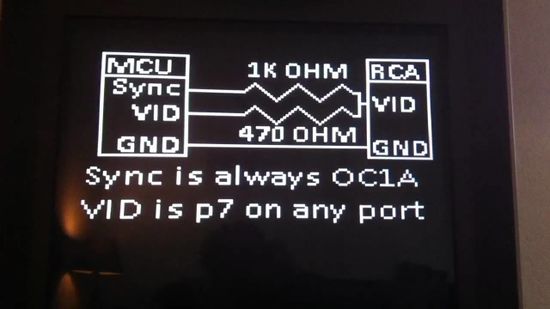 MCU 1K OHM RCA
Sync
VID VID
470 OHM
GND GND
Sync is always OC1A
VID is p7 on any port